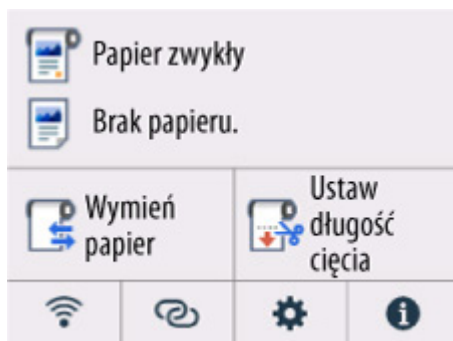 Papier zwykły
Brak papieru.
Wymień
papier
Ustaw
długość
cięcia